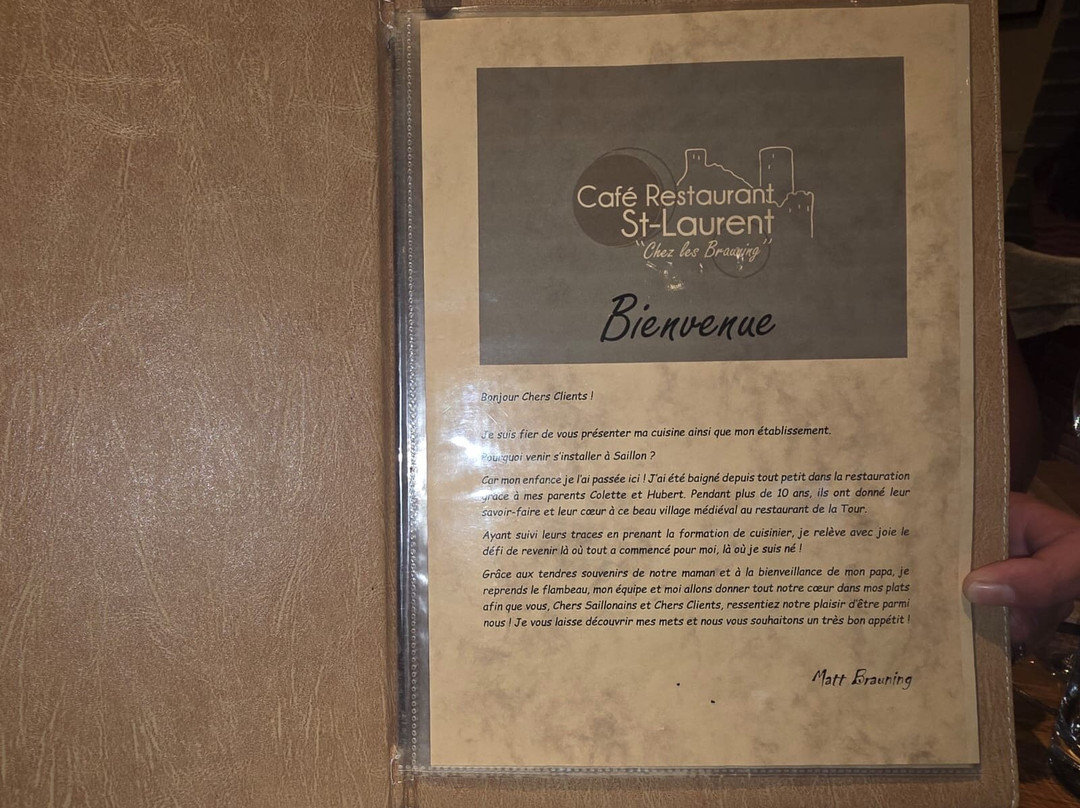 Café Restaurant
St-Laurent
"Chez les Brauning"
Bienvenue
Bonjour Chers Clients !
Je suis fier de vous présenter ma cuisine ainsi que mon établissement.
Pourquoi venir s'installer à Saillon ?
Car mon enfance je l'ai passée ici ! J'ai été baigné depuis tout petit dans la restauration
grâce à mes parents Colette et Hubert. Pendant plus de 10 ans, ils ont donné leur
savoir-faire et leur cœur à ce beau village médiéval au restaurant de la Tour.
Ayant suivi leurs traces en prenant la formation de cuisinier, je relève avec joie le
défi de revenir là où tout a commencé pour moi, là où je suis né !
Grâce aux tendres souvenirs de notre maman et à la bienveillance de mon papa, je
reprends le flambeau, mon équipe et moi allons donner tout notre cœur dans mos plats
afin que vous, Chers Saillonains et Chers Clients, ressentiez notre plaisir d'être parmi
nous ! Je vous laisse découvrir mes mets et nous vous souhaitons un très bon appétit !
Matt Brauning